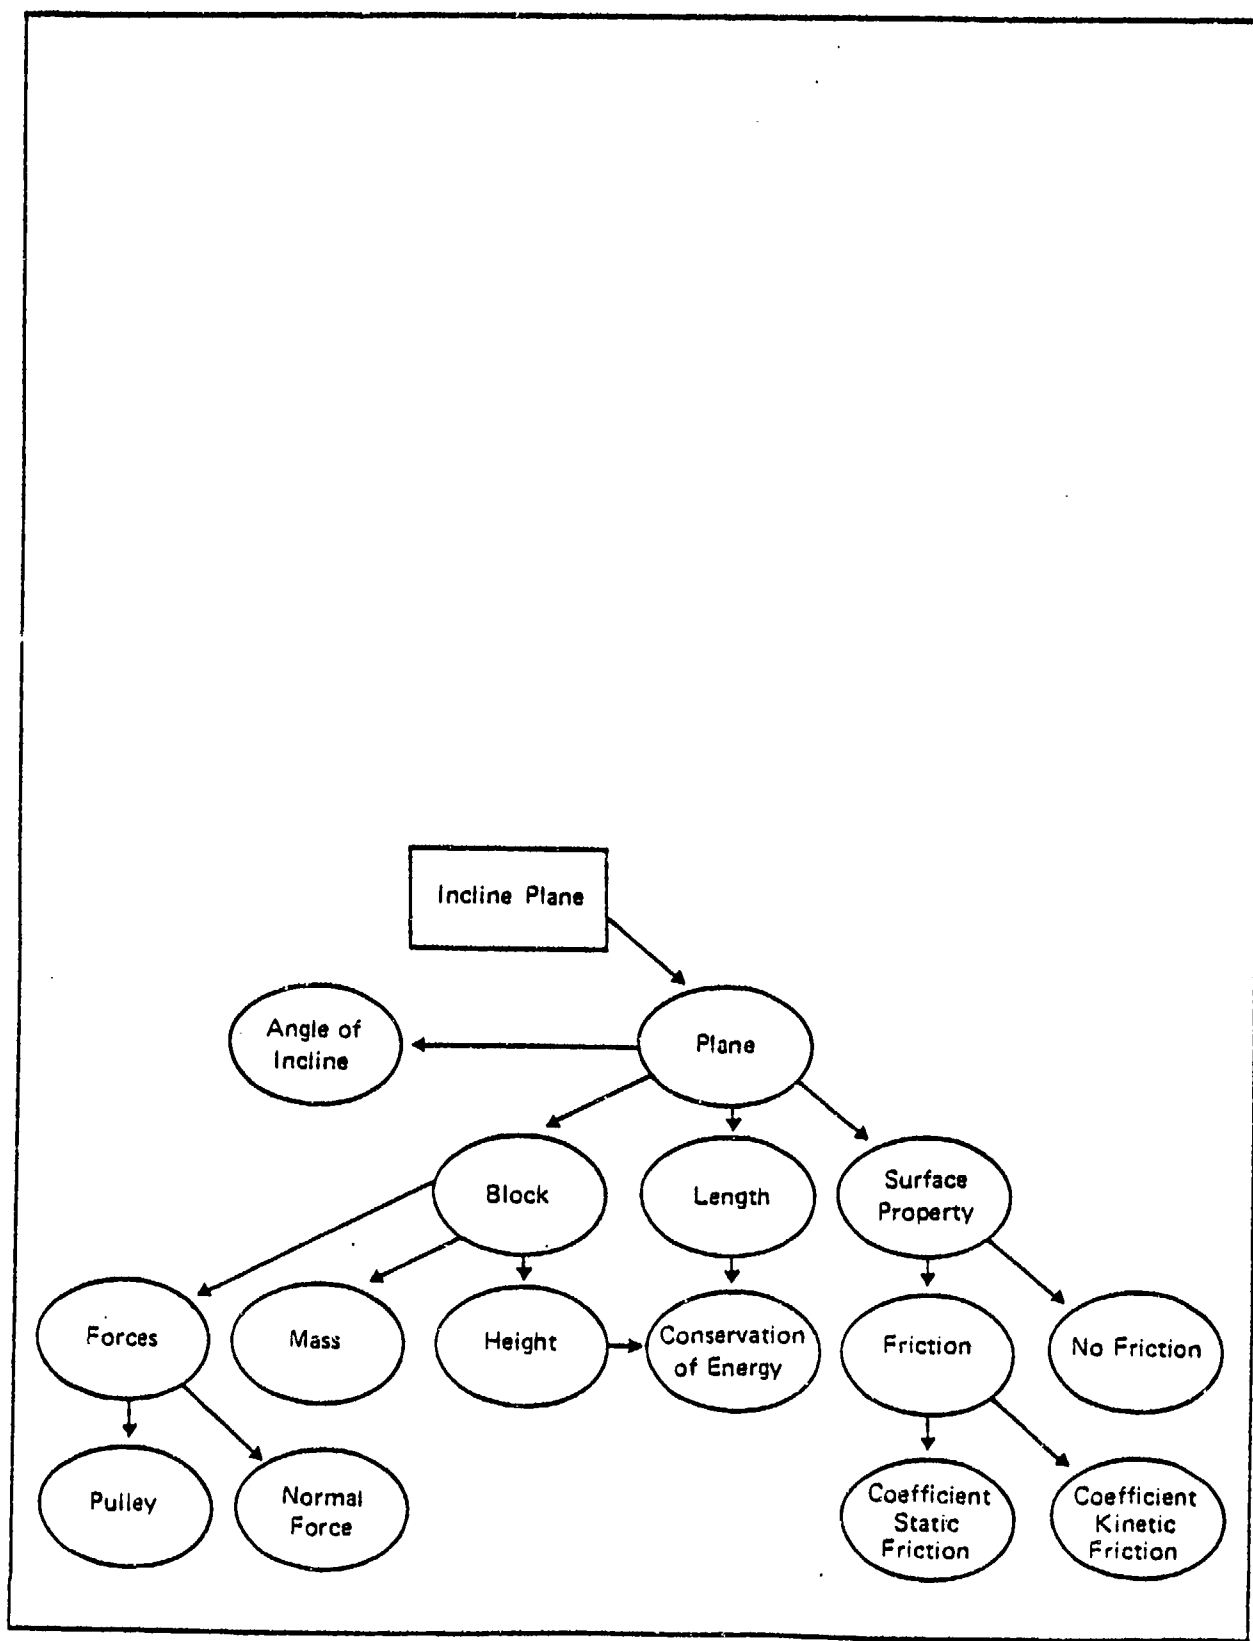 Incline Plane
Angle of
Incline
Plane
Block
Length
Surface
Property
Forces
Mass
Height
Conservation
of Energy
Friction
No Friction
Pulley
Normal
Force
Coefficient
Static
Friction
Coefficient
Kinetic
Friction